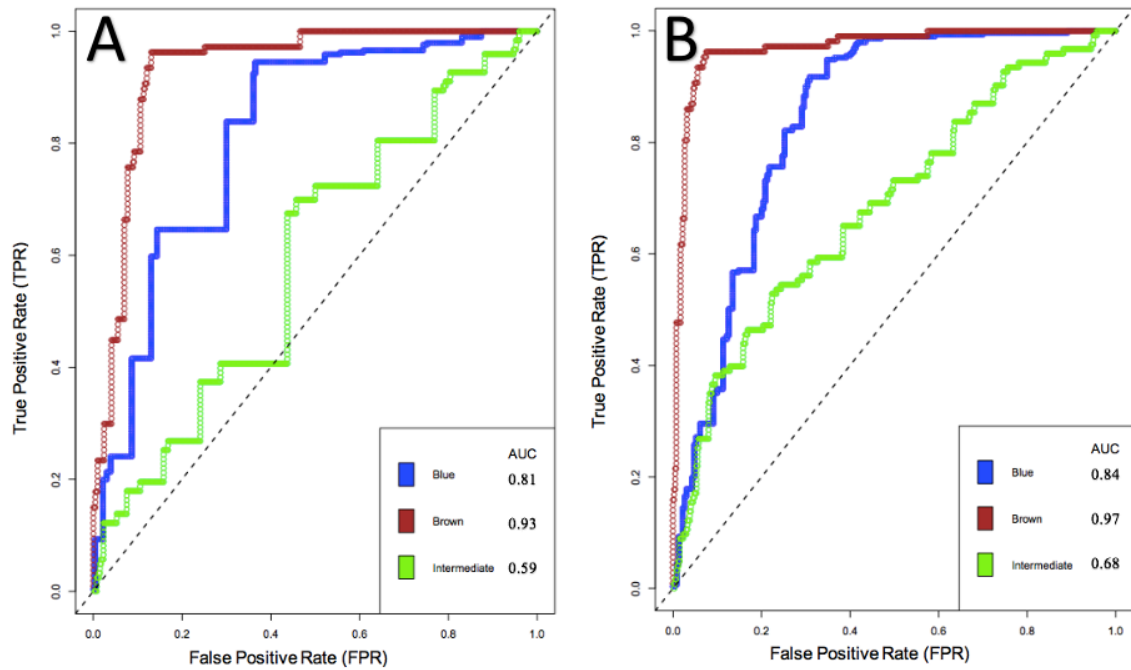 A
True Positive Rate (TPR)
1.0
0.8
0.6
0.4
0.2
0.0
AUC
Blue 0.81
Brown 0.93
Intermediate 0.59
0.0 0.2 0.4 0.6 0.8 1.0
False Positive Rate (FPR)
B
True Positive Rate (TPR)
1.0
0.8
0.6
0.4
0.2
0.0
AUC
Blue 0.84
Brown 0.97
Intermediate 0.68
0.0 0.2 0.4 0.6 0.8 1.0
False Positive Rate (FPR)